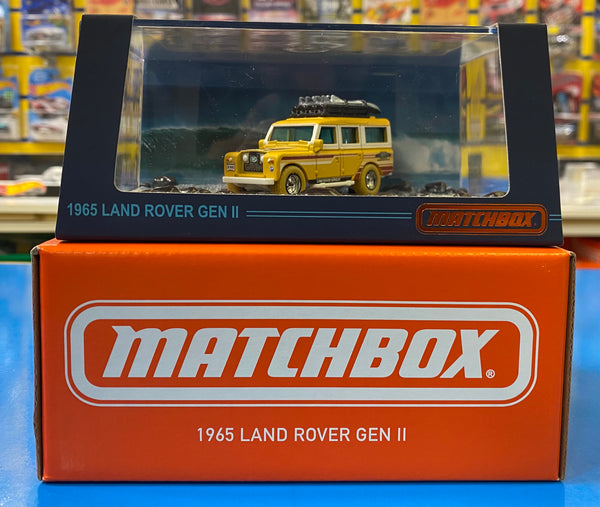 1965 LAND ROVER GEN II
MATCHBOX
MATCHBOX®
1965 LAND ROVER GEN II